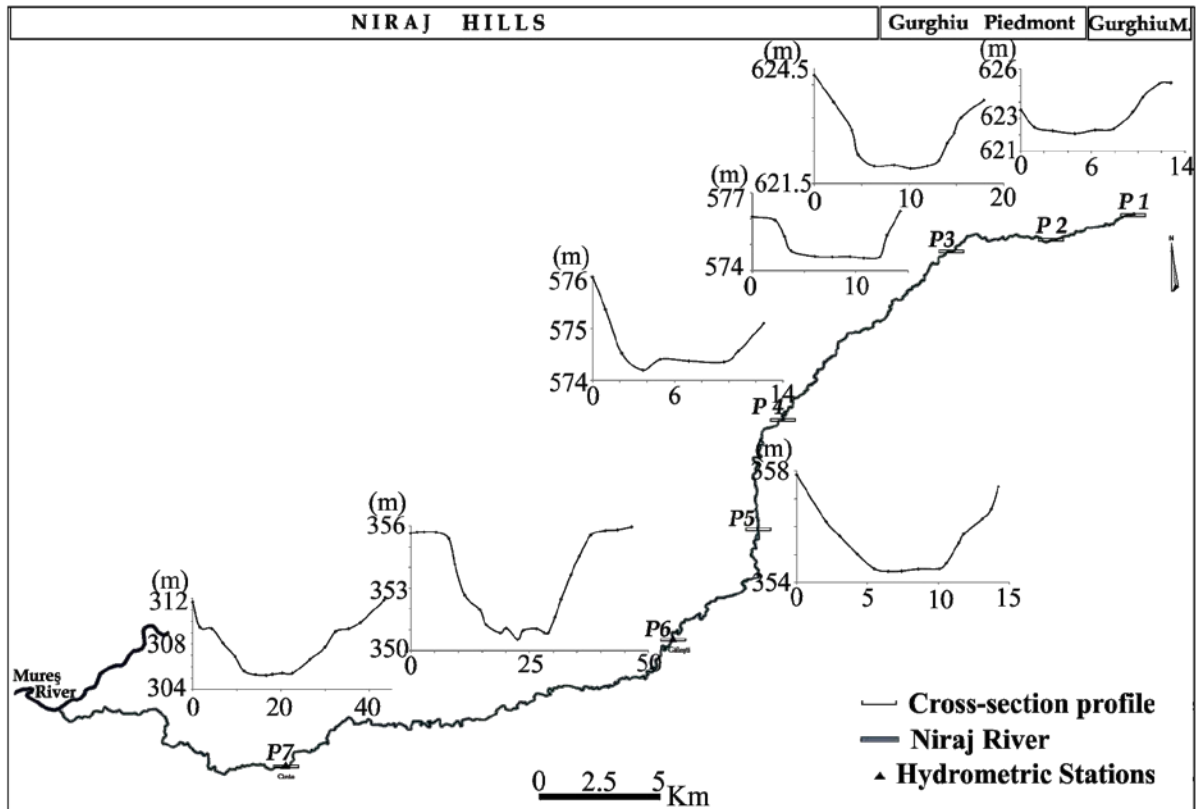 NIRAJ HILLS
Gurghiu Piedmont
Gurghiu M.
(m)
624.5
621.5
0 10 20
(m)
626
623
621
0 6 14
(m)
577
574
0 10
P 1
P 2
P3
N
(m)
576
575
574
0 6 14
P 4
(m)
358
354
0 5 10 15
P5
(m)
356
353
350
0 25 50
P6
(m)
312
308
304
0 20 40
Mureș
River
P7
Cross-section profile
Niraj River
Hydrometric Stations
0 2.5 5
Km